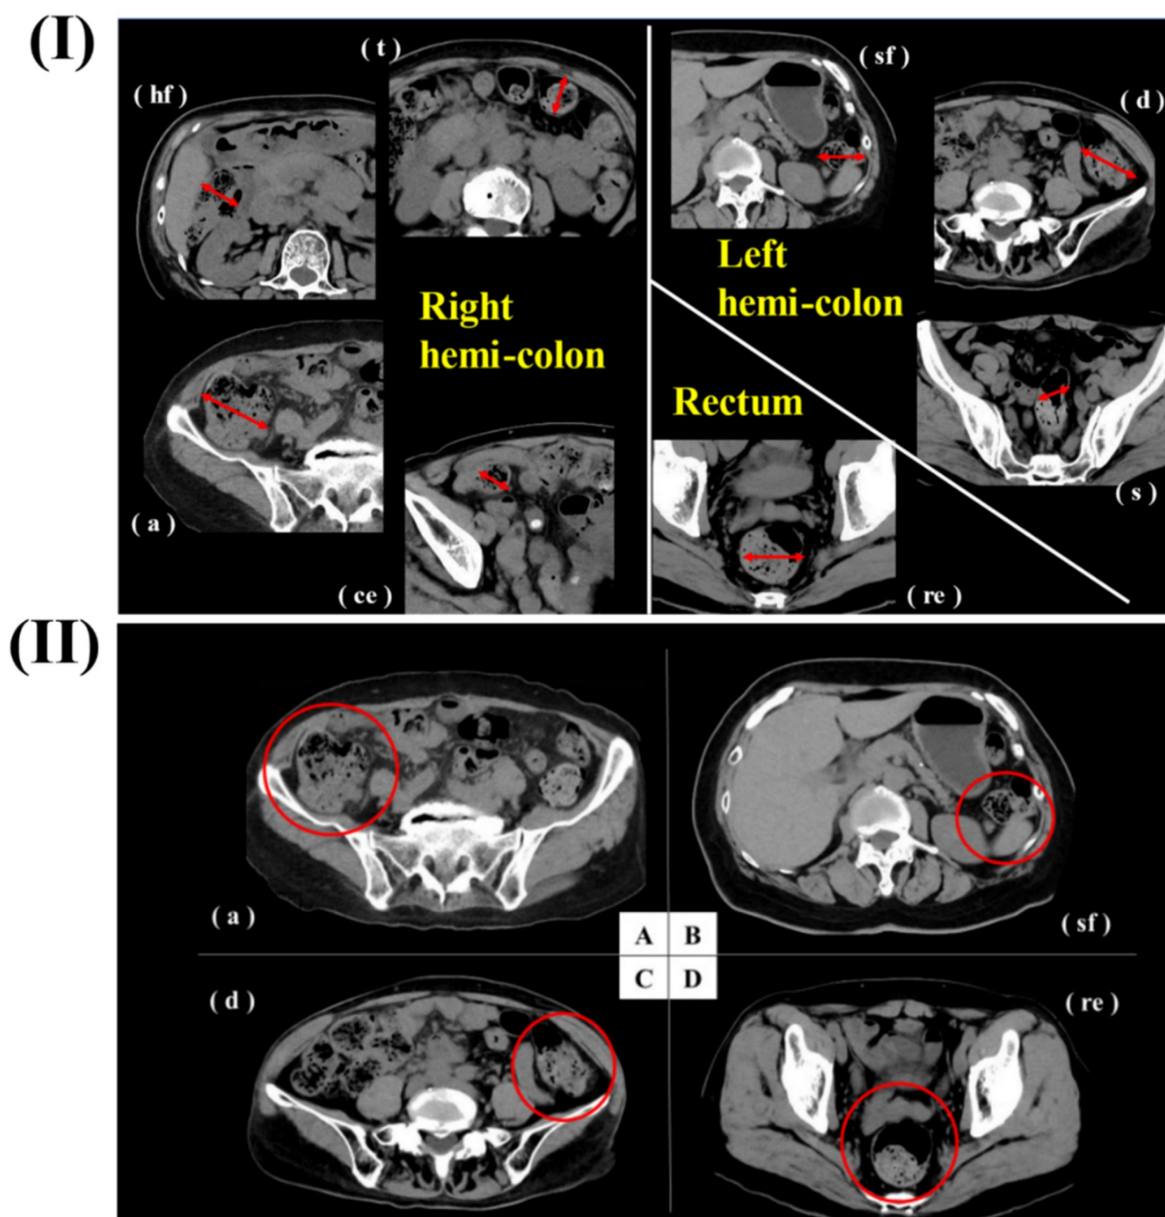 (I)
( t )
( hf )
( sf )
( d )
Left
hemi-colon
Right
hemi-colon
Rectum
( a )
( ce )
( re )
( s )
(II)
( a )
( sf )
A B
C D
( d )
( re )